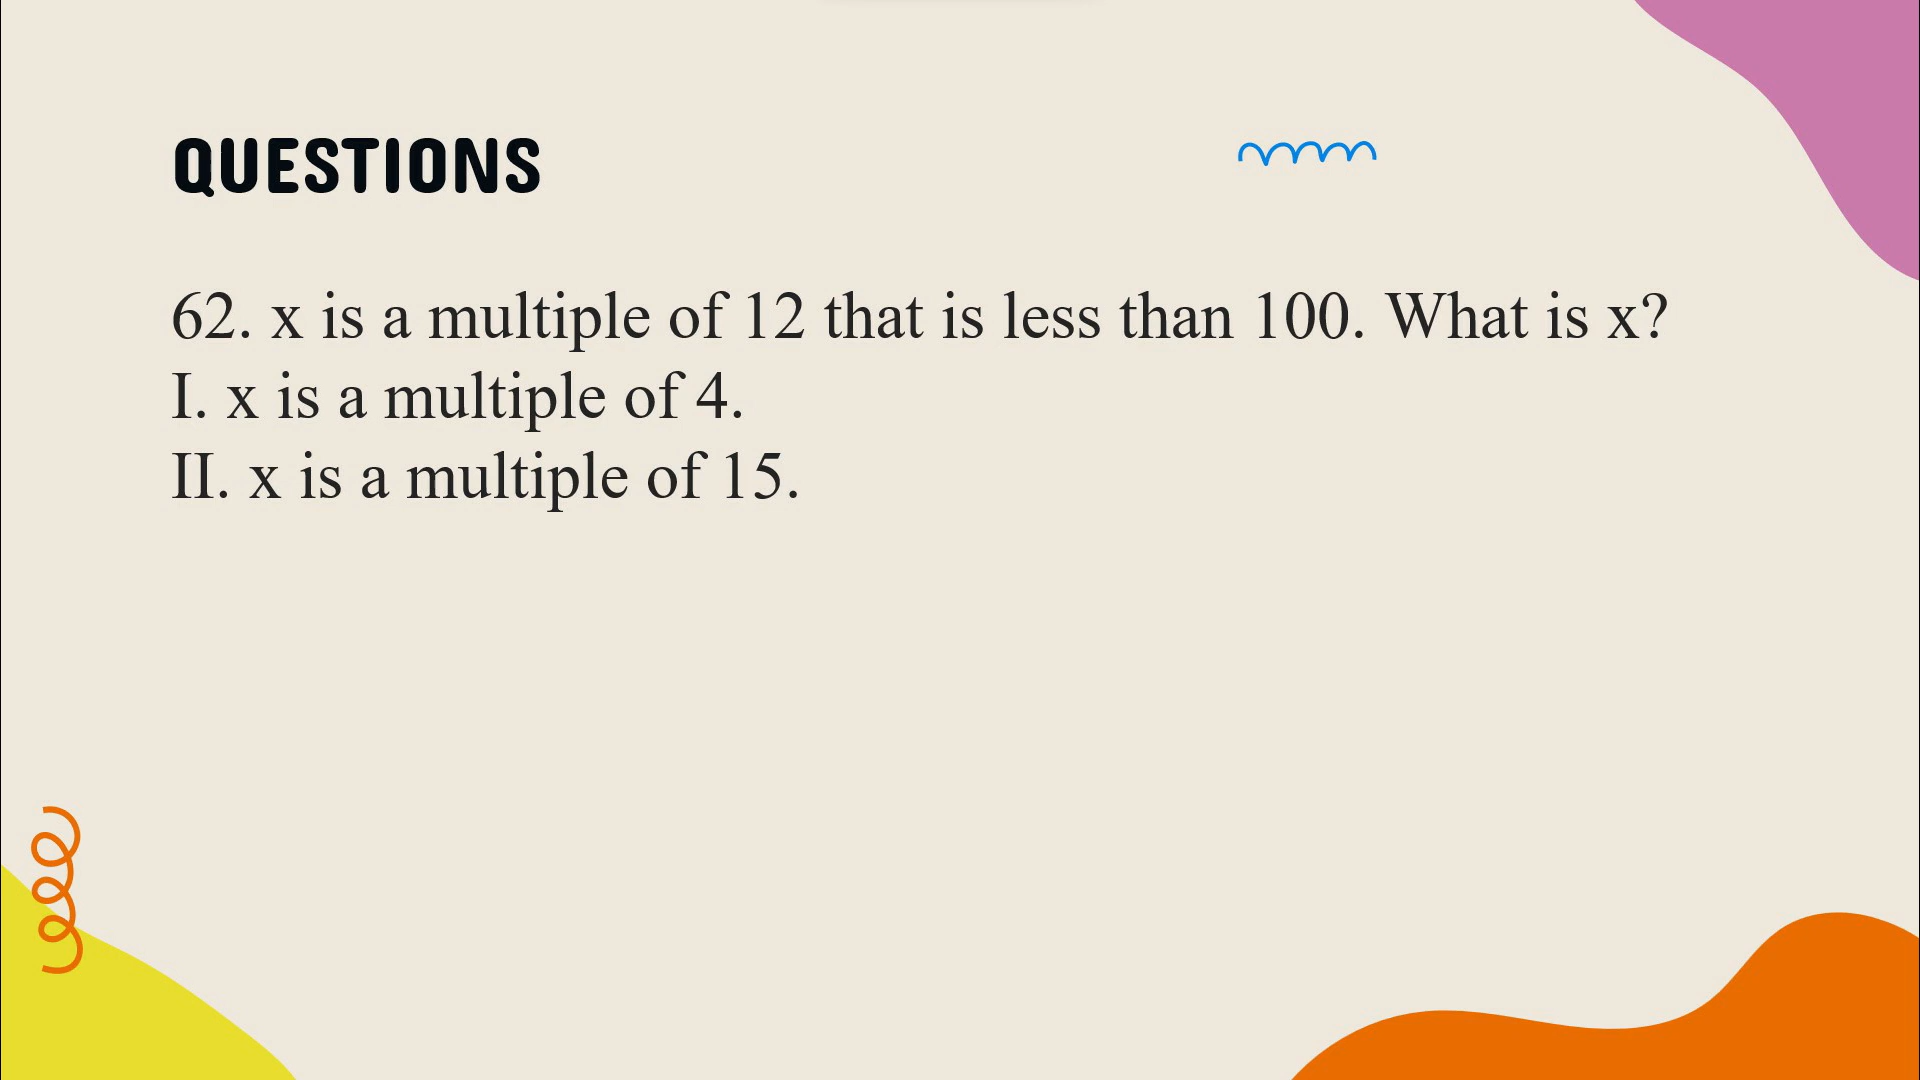 QUESTIONS
62. x is a multiple of 12 that is less than 100. What is x?
I. x is a multiple of 4.
II. x is a multiple of 15.